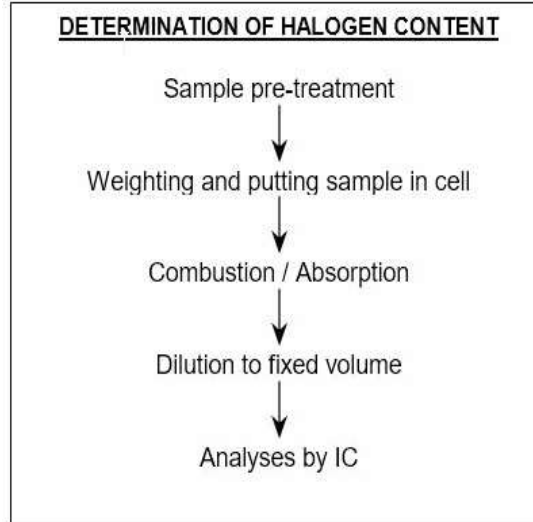 DETERMINATION OF HALOGEN CONTENT
Sample pre-treatment
Weighting and putting sample in cell
Combustion / Absorption
Dilution to fixed volume
Analyses by IC